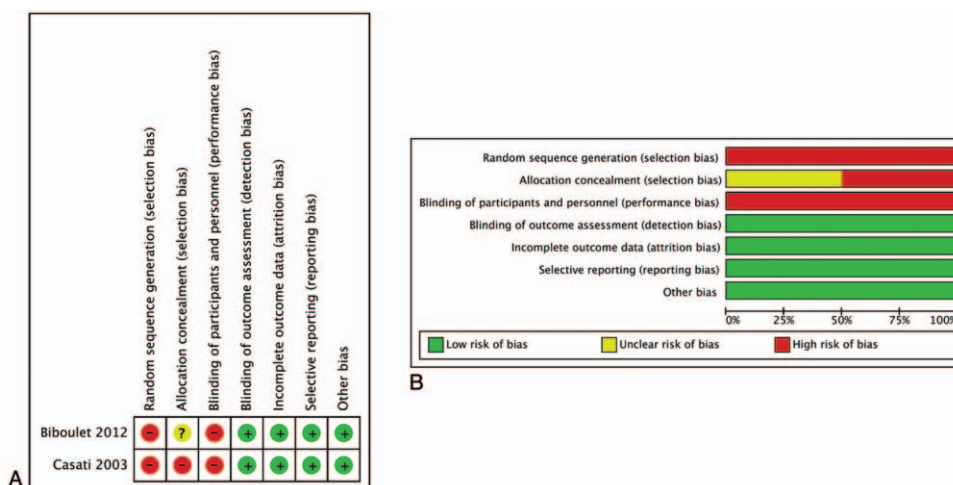 Random sequence generation (selection bias)
Allocation concealment (selection bias)
Blinding of participants and personnel (performance bias)
Blinding of outcome assessment (detection bias)
Incomplete outcome data (attrition bias)
Selective reporting (reporting bias)
Other bias
Biboulet 2012 - ? - + + + +
Casati 2003 - - - + + + +
A
Random sequence generation (selection bias)
Allocation concealment (selection bias)
Blinding of participants and personnel (performance bias)
Blinding of outcome assessment (detection bias)
Incomplete outcome data (attrition bias)
Selective reporting (reporting bias)
Other bias
0% 25% 50% 75% 100%
Low risk of bias Unclear risk of bias High risk of bias
B